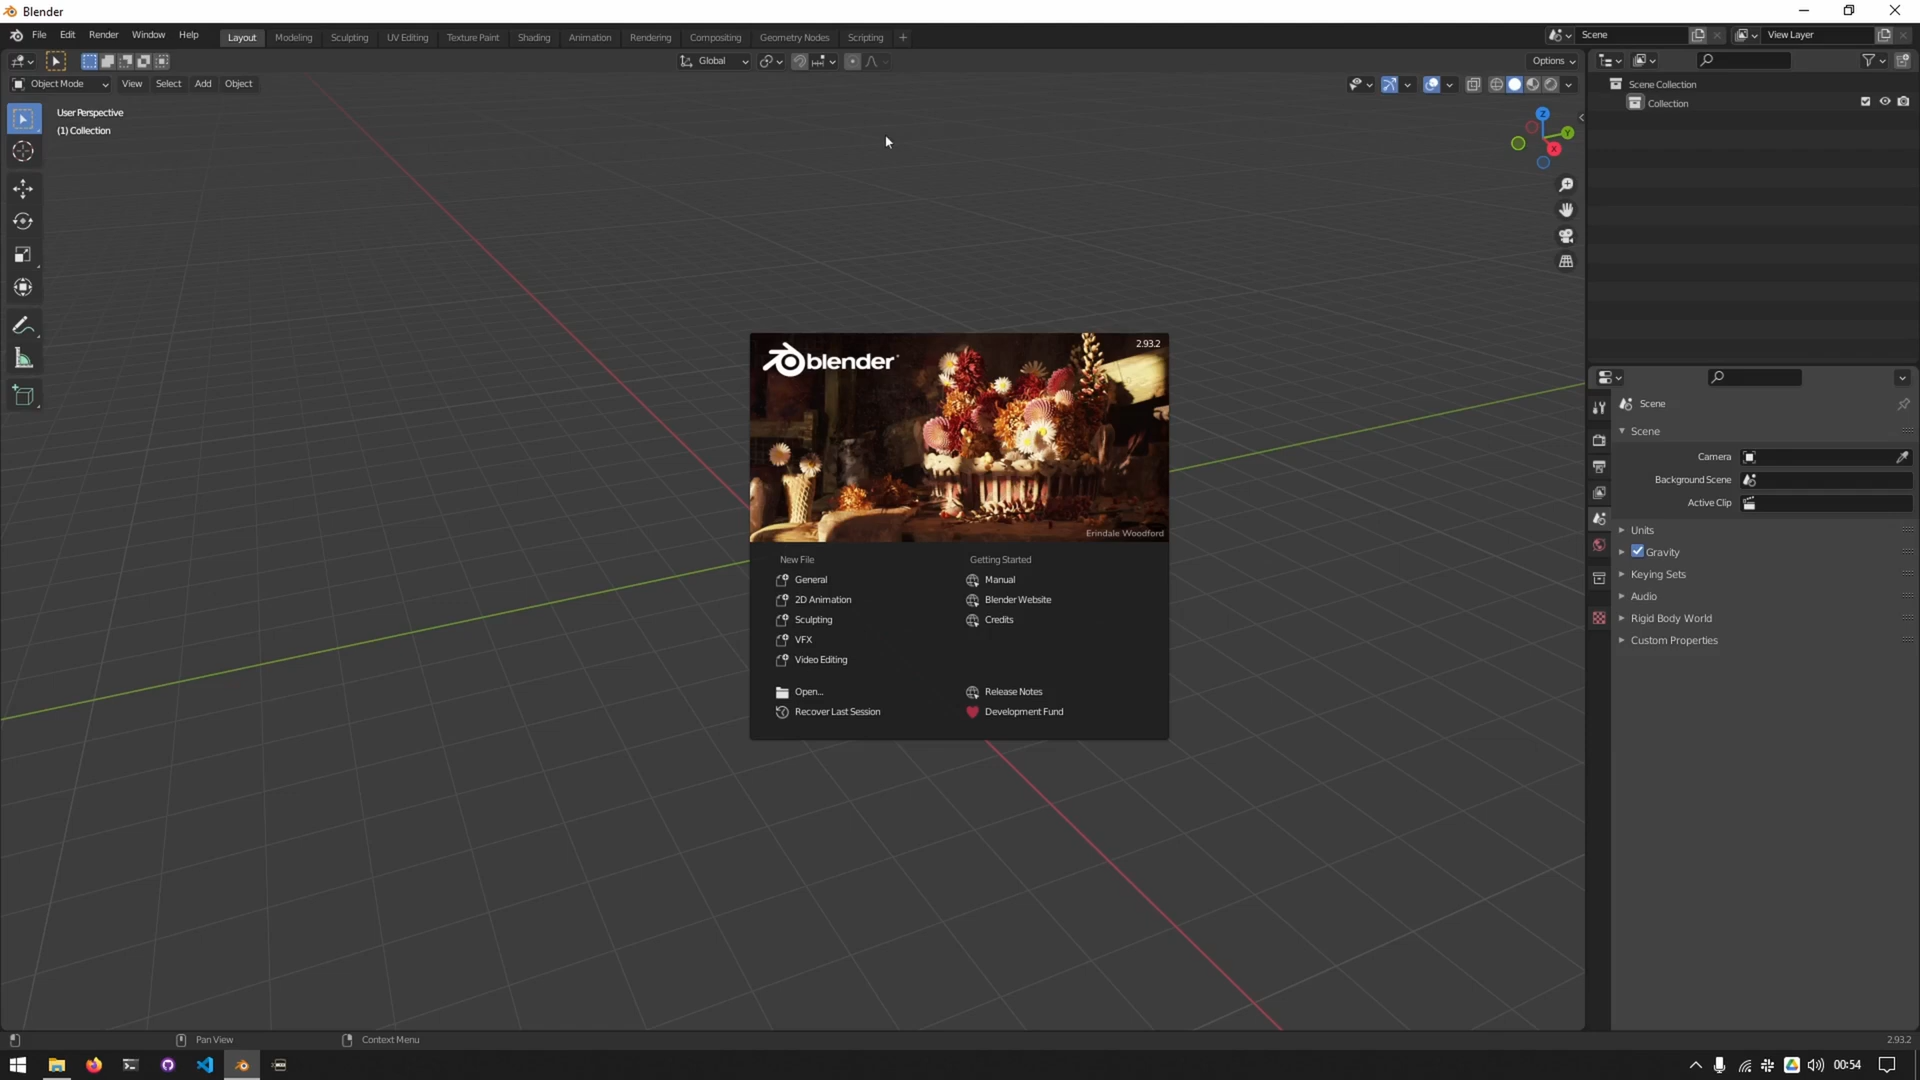 Blender
File Edit Render Window Help Layout Modeling Sculpting UV Editing Texture Paint Shading Animation Rendering Compositing Geometry Nodes Scripting + Scene View Layer
Global Options
Object Mode View Select Add Object
Scene Collection
Collection
User Perspective
(1) Collection
Z
Y
X
blender
2.93.2
Erindale Woodford
New File
General
2D Animation
Sculpting
VFX
Video Editing
Open...
Recover Last Session
Getting Started
Manual
Blender Website
Credits
Release Notes
Development Fund
Scene
Scene
Camera
Background Scene
Active Clip
Units
Gravity
Keying Sets
Audio
Rigid Body World
Custom Properties
Pan View Context Menu 2.93.2
00:54